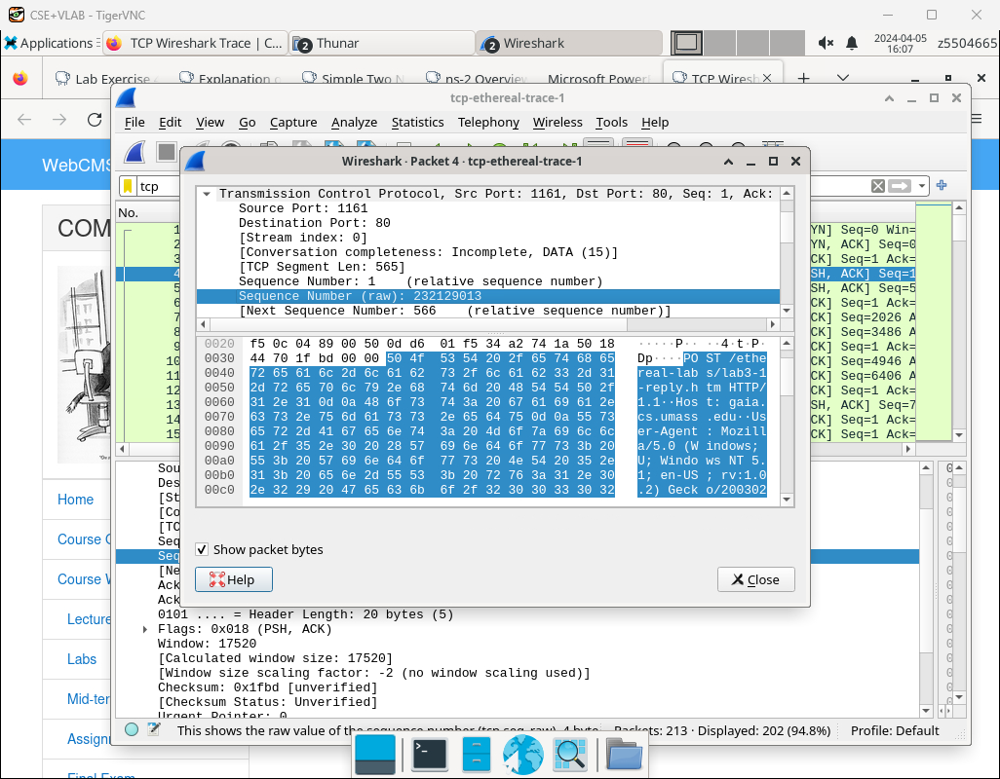 CSE+VLAB - TigerVNC
Applications
TCP Wireshark Trace | C...
2 Thunar
2 Wireshark
2024-04-05
16:07
z5504665
Lab Exercise
Explanation
Simple Two N
ns-2 Overview
Microsoft Power
TCP Wires
tcp-ethereal-trace-1
File Edit View Go Capture Analyze Statistics Telephony Wireless Tools Help
WebCMS
tcp
No.
COM
Wireshark · Packet 4 · tcp-ethereal-trace-1
Transmission Control Protocol, Src Port: 1161, Dst Port: 80, Seq: 1, Ack:
Source Port: 1161
Destination Port: 80
[Stream index: 0]
[Conversation completeness: Incomplete, DATA (15)]
[TCP Segment Len: 565]
Sequence Number: 1 (relative sequence number)
Sequence Number (raw): 232129013
[Next Sequence Number: 566 (relative sequence number)]
0020 f5 0c 04 89 00 50 0d d6 01 f5 34 a2 74 1a 50 18 ·····P·· ··4·t·P·
0030 44 70 1f bd 00 00 50 4f 53 54 20 2f 65 74 68 65 Dp····PO ST /ethe
0040 72 65 61 6c 2d 6c 61 62 73 2f 6c 61 62 33 2d 31 real-lab s/lab3-1
0050 2d 72 65 70 6c 79 2e 68 74 6d 20 48 54 54 50 2f -reply.h tm HTTP/
0060 31 2e 31 0d 0a 48 6f 73 74 3a 20 67 61 69 61 2e 1.1··Hos t: gaia.
0070 63 73 2e 75 6d 61 73 73 2e 65 64 75 0d 0a 55 73 cs.umass .edu··Us
0080 65 72 2d 41 67 65 6e 74 3a 20 4d 6f 7a 69 6c 6c er-Agent : Mozill
0090 61 2f 35 2e 30 20 28 57 69 6e 64 6f 77 73 3b 20 a/5.0 (W indows;
00a0 55 3b 20 57 69 6e 64 6f 77 73 20 4e 54 20 35 2e U; Windo ws NT 5.
00b0 31 3b 20 65 6e 2d 55 53 3b 20 72 76 3a 31 2e 30 1; en-US ; rv:1.0
00c0 2e 32 29 20 47 65 63 6b 6f 2f 32 30 30 33 30 32 .2) Geck o/200302
Show packet bytes
Help
Close
1
2
3
4
5
6
7
8
9
10
11
12
13
14
15
YN] Seq=0 Win=
YN, ACK] Seq=0
CK] Seq=1 Ack=
SH, ACK] Seq=1
SH, ACK] Seq=5
CK] Seq=1 Ack=
CK] Seq=2026 A
CK] Seq=3486 A
CK] Seq=1 Ack=
CK] Seq=4946 A
CK] Seq=6406 A
CK] Seq=1 Ack=
SH, ACK] Seq=7
CK] Seq=1 Ack=
CK] Seq=1 Ack=
Home
Course
Course
Lecture
Labs
Mid-ter
Assignn
Final Exam
Sou
Des
[St
[Co
[TC
Seq
Seq
[Ne
Ack
Ack
0101 .... = Header Length: 20 bytes (5)
Flags: 0x018 (PSH, ACK)
Window: 17520
[Calculated window size: 17520]
[Window size scaling factor: -2 (no window scaling used)]
Checksum: 0x1fbd [unverified]
[Checksum Status: Unverified]
Urgent Pointer: 0
This shows the raw value of the sequence number (tcp.seq_raw), 4 byte
Packets: 213 · Displayed: 202 (94.8%)
Profile: Default